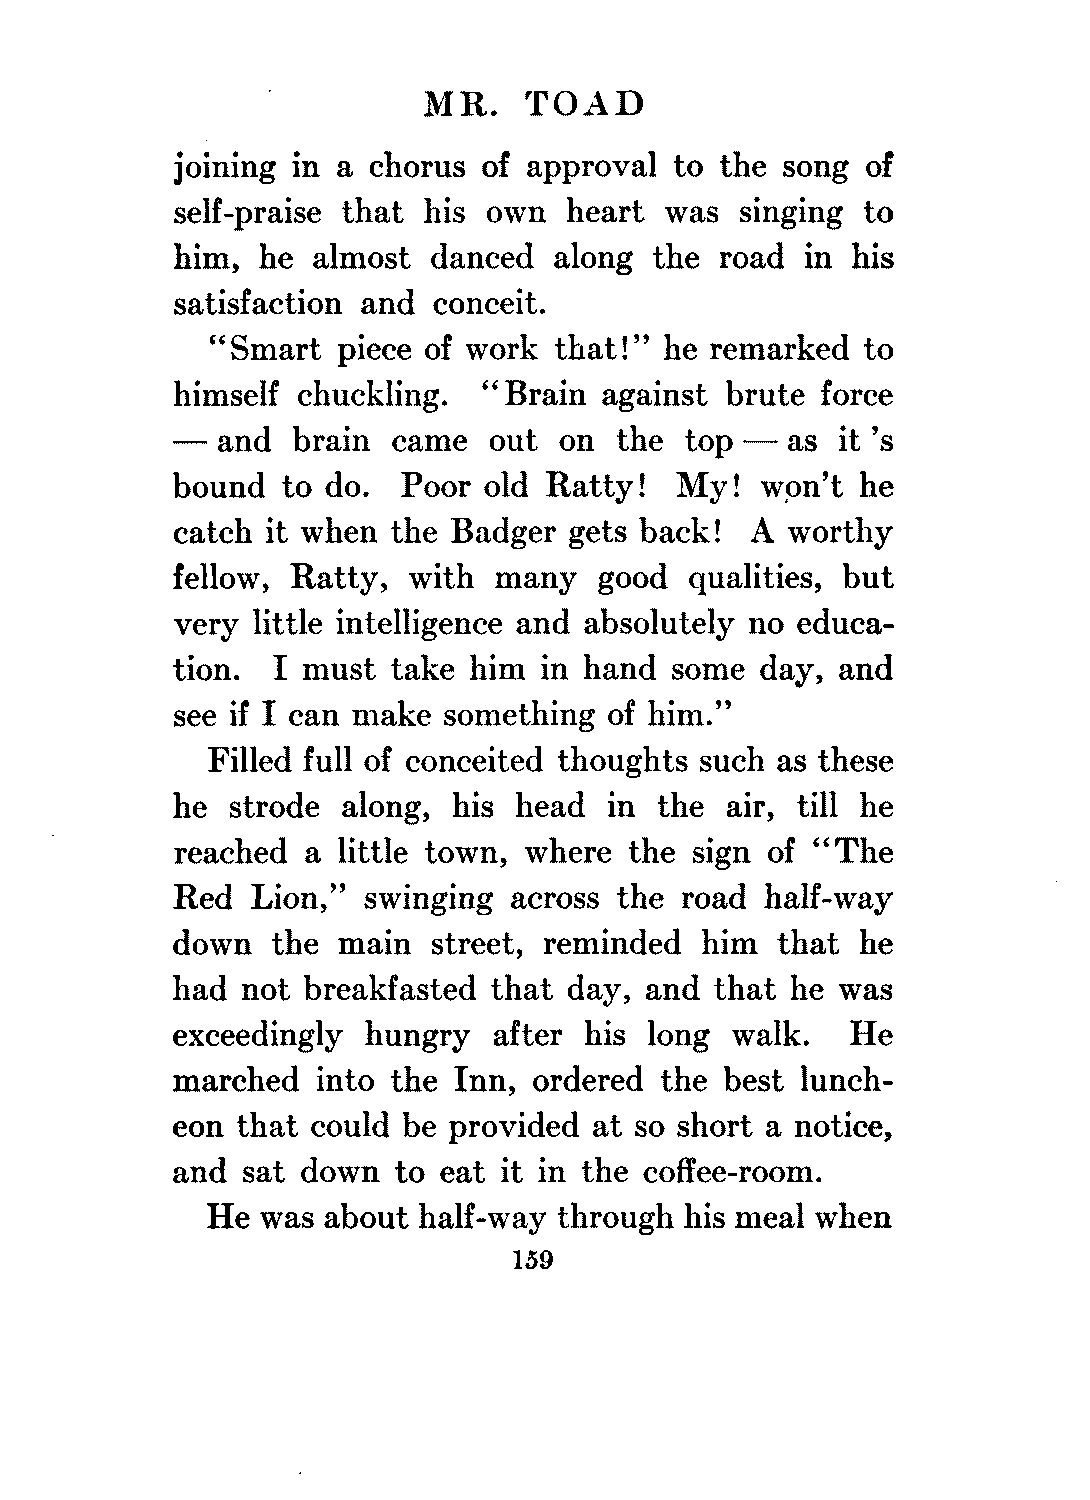 MR. TOAD
joining in a chorus of approval to the song of
self-praise that his own heart was singing to
him, he almost danced along the road in his
satisfaction and conceit.
"Smart piece of work that!" he remarked to
himself chuckling. "Brain against brute force
— and brain came out on the top — as it 's
bound to do. Poor old Ratty! My! won't he
catch it when the Badger gets back! A worthy
fellow, Ratty, with many good qualities, but
very little intelligence and absolutely no educa-
tion. I must take him in hand some day, and
see if I can make something of him."
Filled full of conceited thoughts such as these
he strode along, his head in the air, till he
reached a little town, where the sign of "The
Red Lion," swinging across the road half-way
down the main street, reminded him that he
had not breakfasted that day, and that he was
exceedingly hungry after his long walk. He
marched into the Inn, ordered the best lunch-
eon that could be provided at so short a notice,
and sat down to eat it in the coffee-room.
He was about half-way through his meal when
159